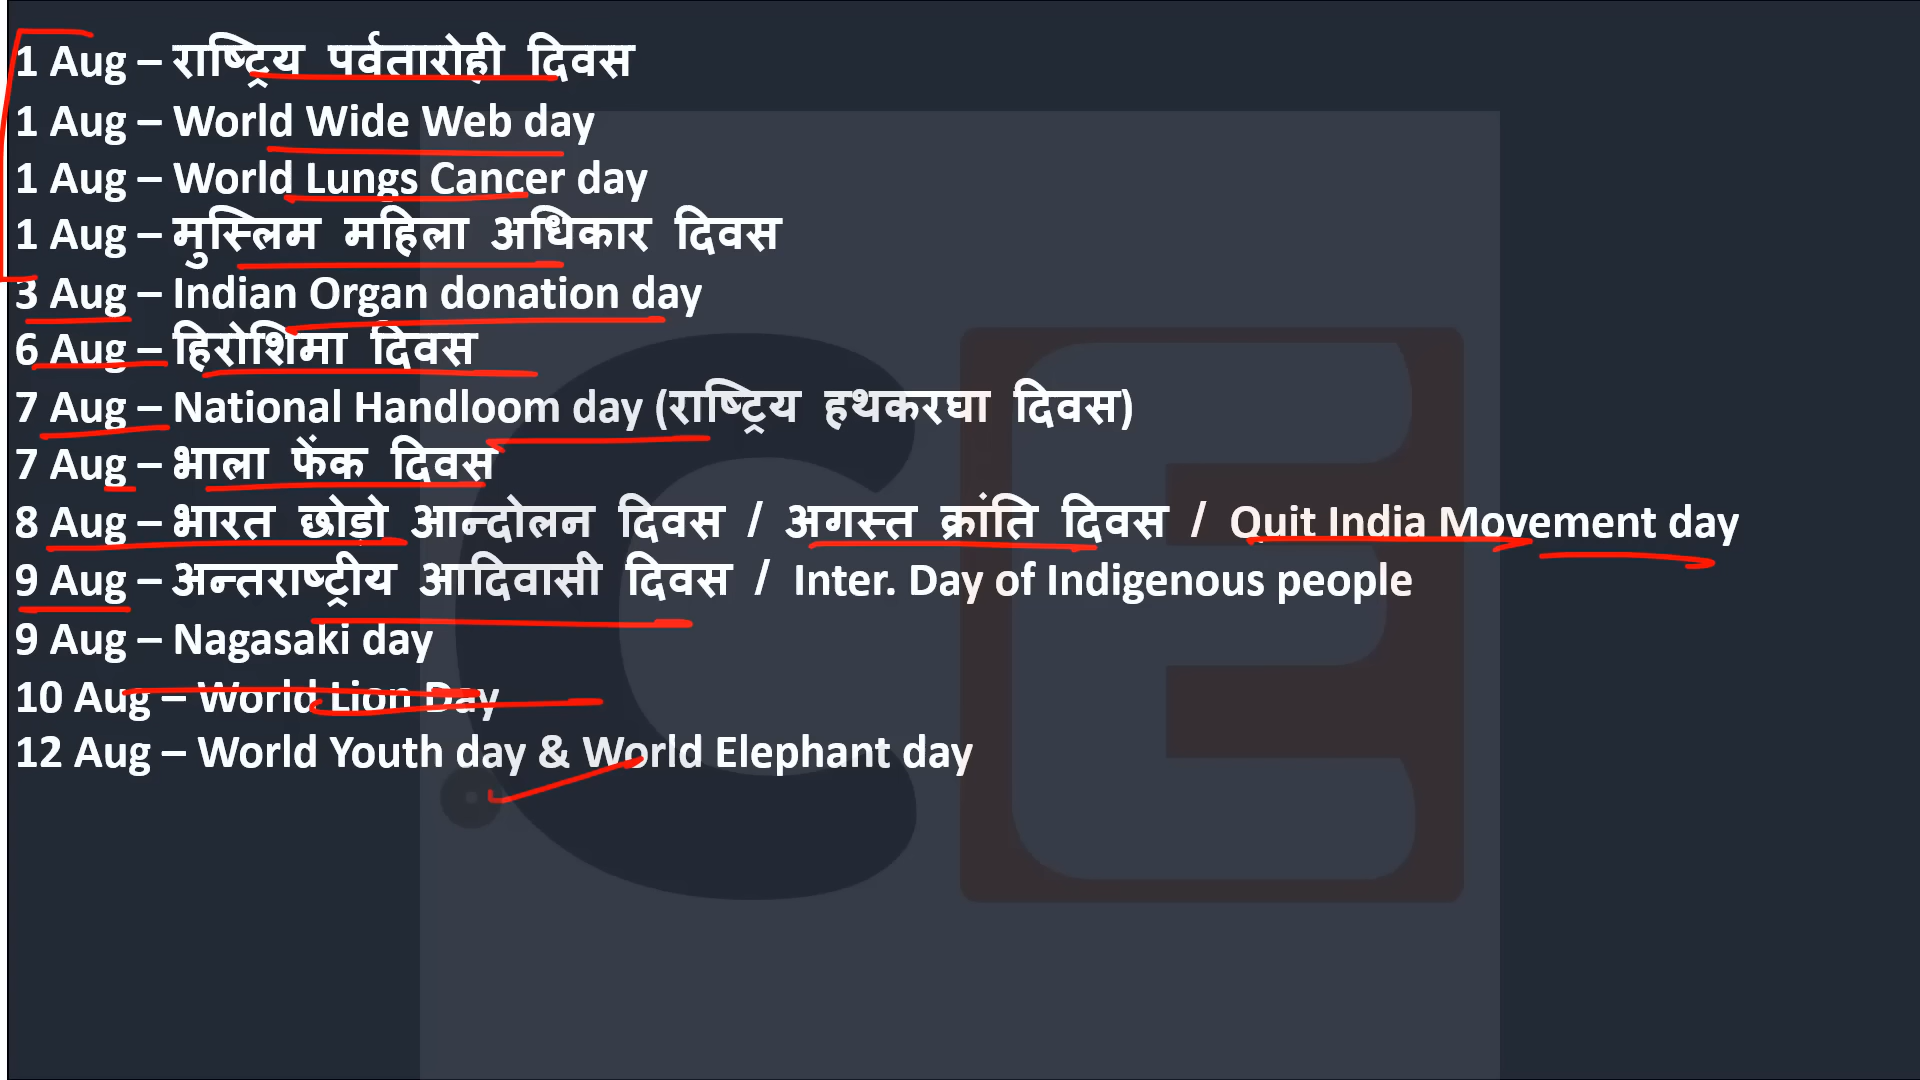 1 Aug – राष्ट्रिय पर्वतारोही दिवस
1 Aug – World Wide Web day
1 Aug – World Lungs Cancer day
1 Aug – मुस्लिम महिला अधिकार दिवस
3 Aug – Indian Organ donation day
6 Aug – हिरोशिमा दिवस
7 Aug – National Handloom day (राष्ट्रिय हथकरघा दिवस)
7 Aug – भाला फेंक दिवस
8 Aug – भारत छोड़ो आन्दोलन दिवस / अगस्त क्रांति दिवस / Quit India Movement day
9 Aug – अन्तराष्ट्रीय आदिवासी दिवस / Inter. Day of Indigenous people
9 Aug – Nagasaki day
10 Aug – World Lion Day
12 Aug – World Youth day & World Elephant day
CE